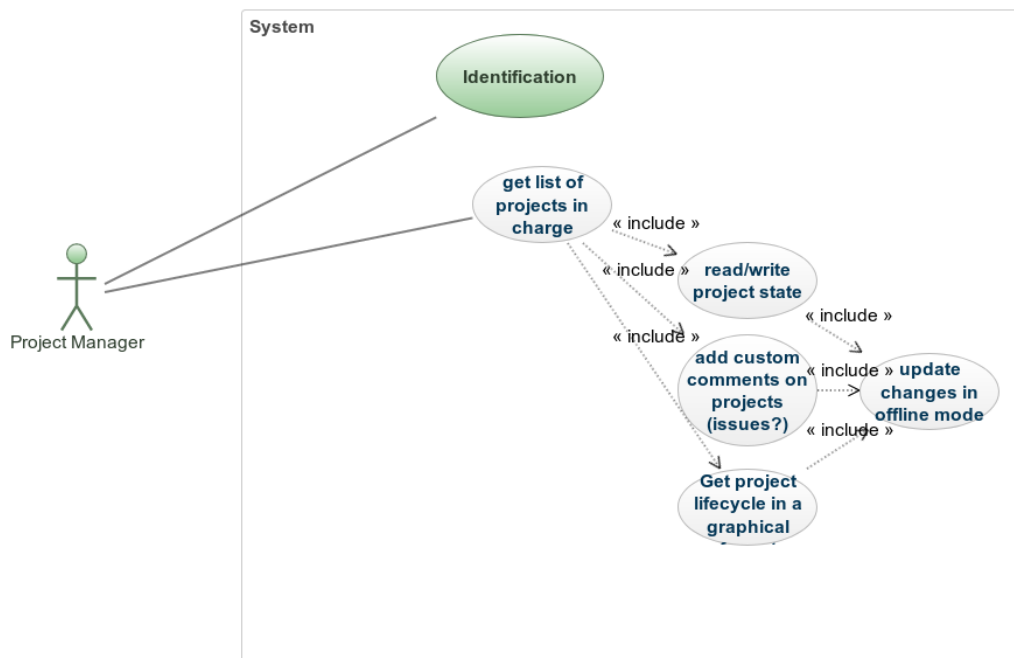 System
Identification
get list of
projects in
charge
« include »
« include »
read/write
project state
« include »
« include »
Project Manager
add custom
comments on
projects
(issues?)
« include »
update
changes in
offline mode
« include »
Get project
lifecycle in a
graphical